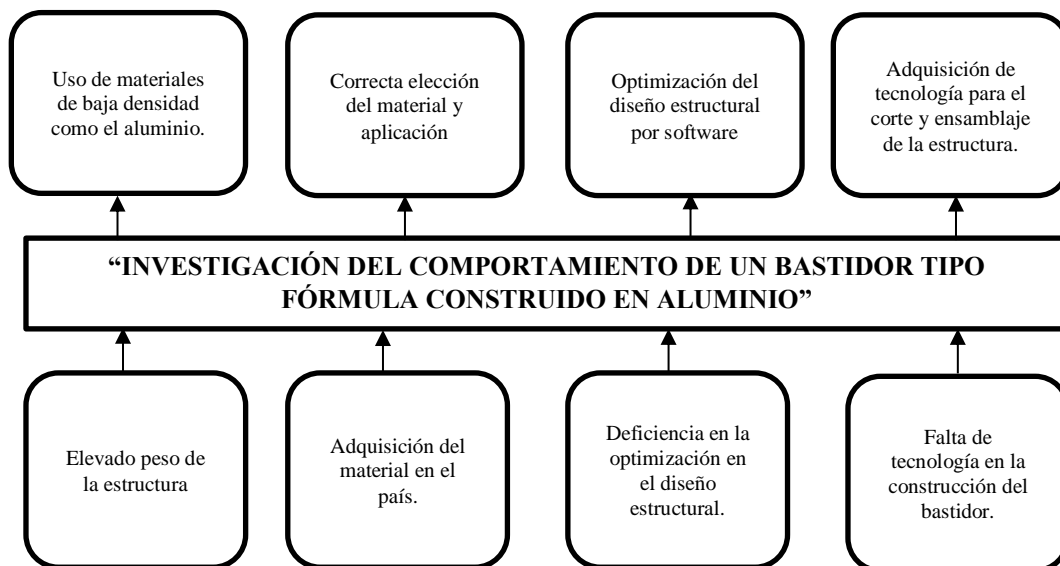 Uso de materiales
de baja densidad
como el aluminio.
Correcta elección
del material y
aplicación
Optimización del
diseño estructural
por software
Adquisición de
tecnología para el
corte y ensamblaje
de la estructura.
“INVESTIGACIÓN DEL COMPORTAMIENTO DE UN BASTIDOR TIPO
FÓRMULA CONSTRUIDO EN ALUMINIO”
Elevado peso de
la estructura
Adquisición del
material en el
país.
Deficiencia en la
optimización en
el diseño
estructural.
Falta de
tecnología en la
construcción del
bastidor.